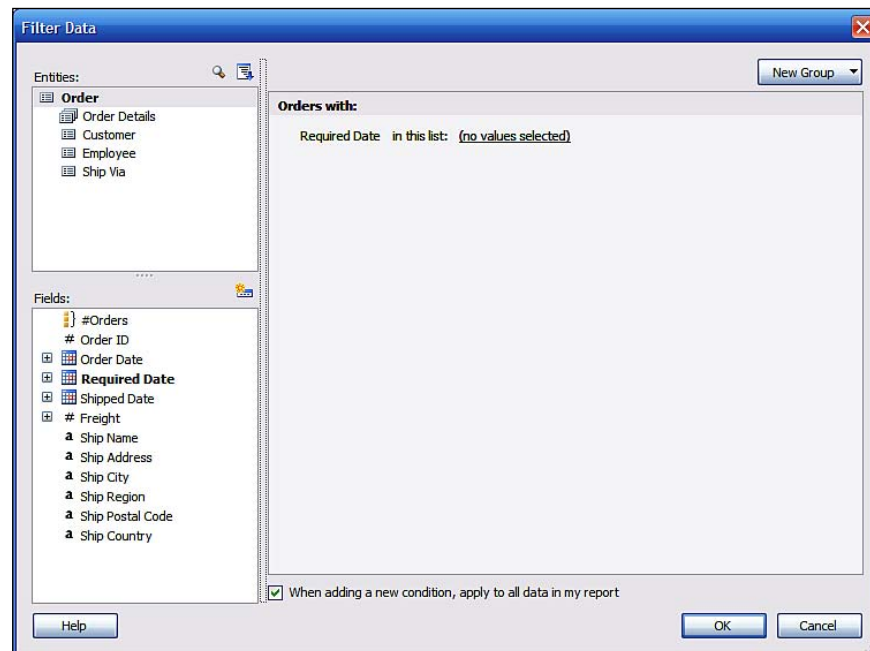 Filter Data
Entities:
Order
Order Details
Customer
Employee
Ship Via
Fields:
#Orders
# Order ID
Order Date
Required Date
Shipped Date
# Freight
a Ship Name
a Ship Address
a Ship City
a Ship Region
a Ship Postal Code
a Ship Country
New Group
Orders with:
Required Date in this list: (no values selected)
When adding a new condition, apply to all data in my report
Help
OK
Cancel